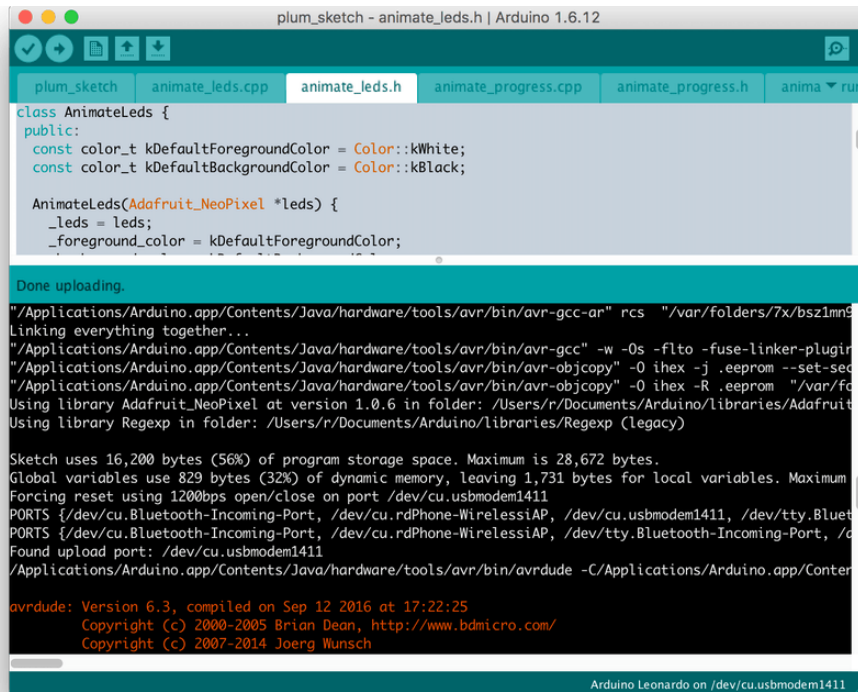 plum_sketch - animate_leds.h | Arduino 1.6.12
plum_sketch animate_leds.cpp animate_leds.h animate_progress.cpp animate_progress.h anima ru
class AnimateLeds {
public:
const color_t kDefaultForegroundColor = Color::kWhite;
const color_t kDefaultBackgroundColor = Color::kBlack;
AnimateLeds(Adafruit_NeoPixel *leds) {
_leds = leds;
_foreground_color = kDefaultForegroundColor;
Done uploading.
"/Applications/Arduino.app/Contents/Java/hardware/tools/avr/bin/avr-gcc-ar" rcs "/var/folders/7x/bsz1mn9
Linking everything together...
"/Applications/Arduino.app/Contents/Java/hardware/tools/avr/bin/avr-gcc" -w -Os -flto -fuse-linker-plugin
"/Applications/Arduino.app/Contents/Java/hardware/tools/avr/bin/avr-objcopy" -O ihex -j .eeprom --set-sec
"/Applications/Arduino.app/Contents/Java/hardware/tools/avr/bin/avr-objcopy" -O ihex -R .eeprom "/var/fo
Using library Adafruit_NeoPixel at version 1.0.6 in folder: /Users/r/Documents/Arduino/libraries/Adafruit
Using library Regexp in folder: /Users/r/Documents/Arduino/libraries/Regexp (legacy)
Sketch uses 16,200 bytes (56%) of program storage space. Maximum is 28,672 bytes.
Global variables use 829 bytes (32%) of dynamic memory, leaving 1,731 bytes for local variables. Maximum
Forcing reset using 1200bps open/close on port /dev/cu.usbmodem1411
PORTS {/dev/cu.Bluetooth-Incoming-Port, /dev/cu.rdPhone-WirelessiAP, /dev/cu.usbmodem1411, /dev/tty.Bluet
PORTS {/dev/cu.Bluetooth-Incoming-Port, /dev/cu.rdPhone-WirelessiAP, /dev/tty.Bluetooth-Incoming-Port, /d
Found upload port: /dev/cu.usbmodem1411
/Applications/Arduino.app/Contents/Java/hardware/tools/avr/bin/avrdude -C/Applications/Arduino.app/Conten
avrdude: Version 6.3, compiled on Sep 12 2016 at 17:22:25
Copyright (c) 2000-2005 Brian Dean, http://www.bdmicro.com/
Copyright (c) 2007-2014 Joerg Wunsch
Arduino Leonardo on /dev/cu.usbmodem1411